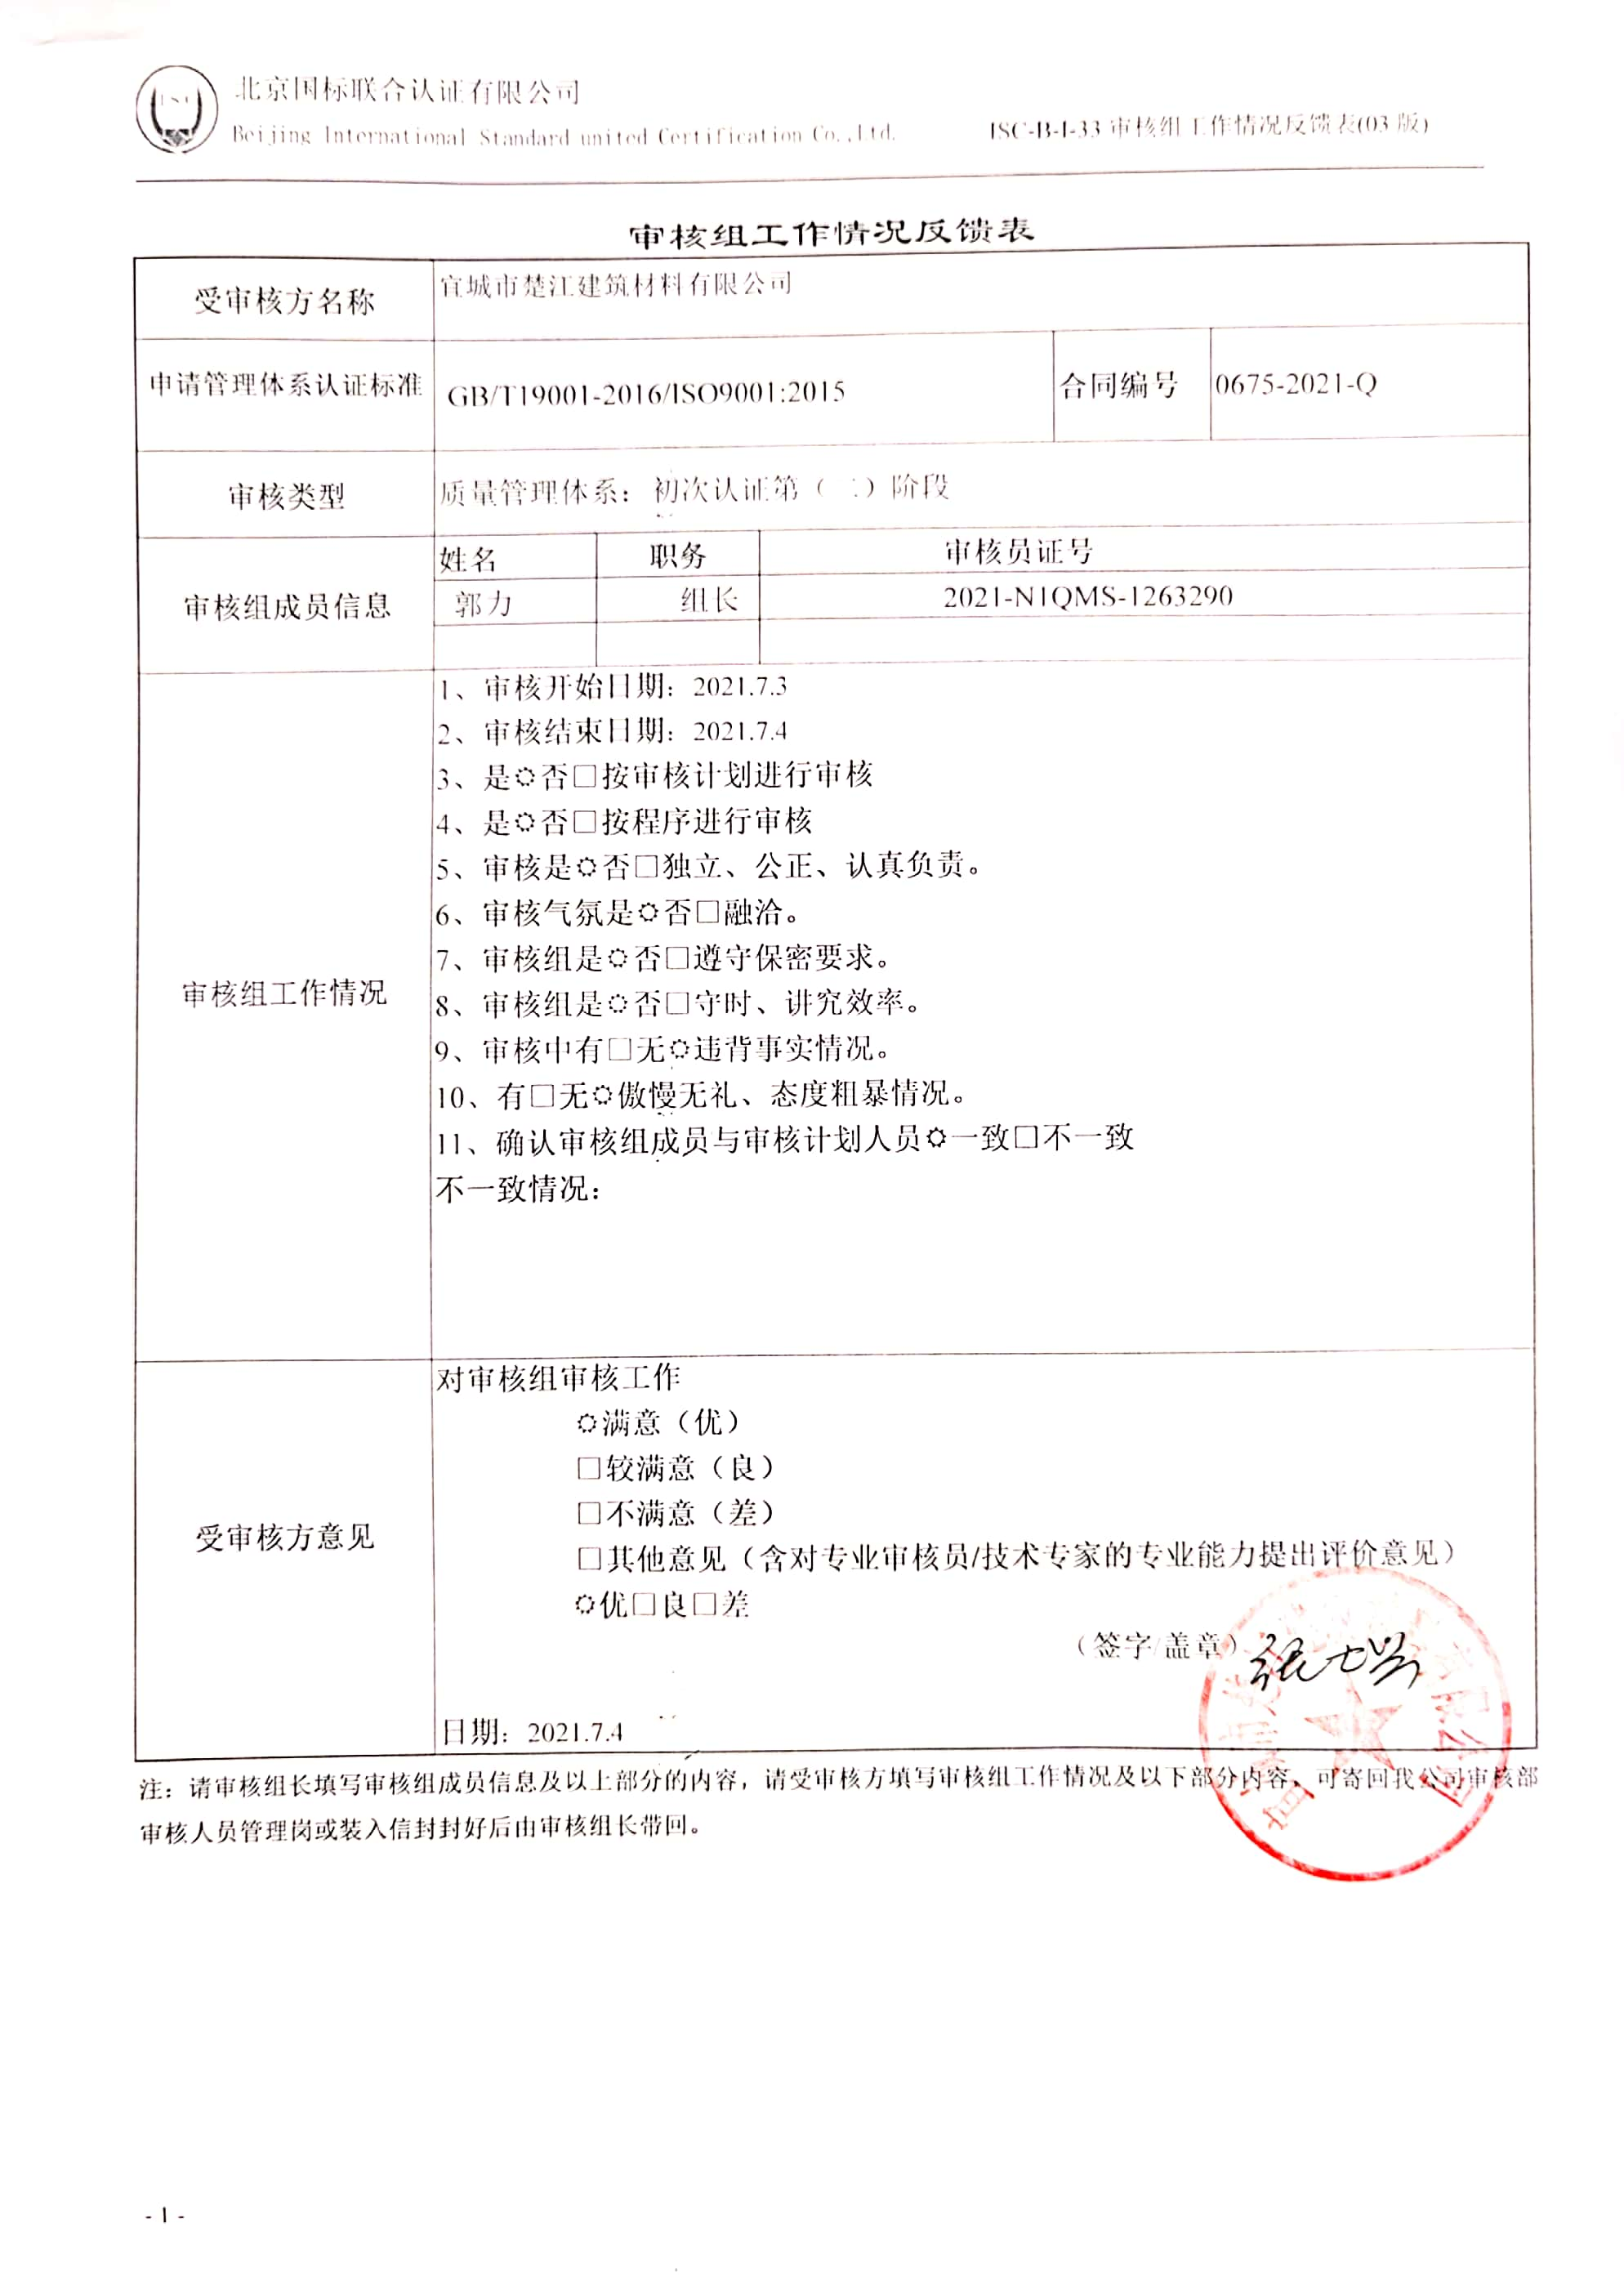 北京国标联合认证有限公司
Beijing International Standard united Certification Co.,Ltd.
ISC-B-I-33 审核组工作情况反馈表(03 版)
审核组工作情况反馈表
受审核方名称
宜城市楚江建筑材料有限公司
申请管理体系认证标准
GB/T19001-2016/ISO9001:2015
合同编号
0675-2021-Q
审核类型
质量管理体系：初次认证第（二）阶段
审核组成员信息
姓名 职务 审核员证号
郭力 组长 2021-N1QMS-1263290
审核组工作情况
1、审核开始日期：2021.7.3
2、审核结束日期：2021.7.4
3、是☼否□按审核计划进行审核
4、是☼否□按程序进行审核
5、审核是☼否□独立、公正、认真负责。
6、审核气氛是☼否□融洽。
7、审核组是☼否□遵守保密要求。
8、审核组是☼否□守时、讲究效率。
9、审核中有□无☼违背事实情况。
10、有□无☼傲慢无礼、态度粗暴情况。
11、确认审核组成员与审核计划人员☼一致□不一致
不一致情况：
受审核方意见
对审核组审核工作
☼满意（优）
□较满意（良）
□不满意（差）
□其他意见（含对专业审核员/技术专家的专业能力提出评价意见）
☼优□良□差
（签字/盖章）
日期：2021.7.4
注：请审核组长填写审核组成员信息及以上部分的内容，请受审核方填写审核组工作情况及以下部分内容，可寄回我公司审核部
审核人员管理岗或装入信封封好后由审核组长带回。
- 1 -